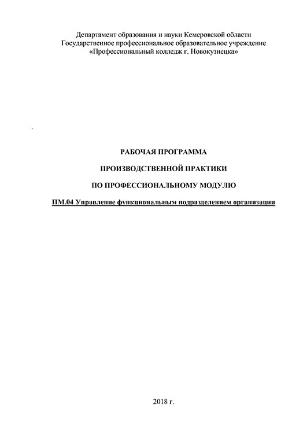 Департамент образования и науки Кемеровской области
Государственное профессиональное образовательное учреждение
«Профессиональный колледж г. Новокузнецка»
РАБОЧАЯ ПРОГРАММА
ПРОИЗВОДСТВЕННОЙ ПРАКТИКИ
ПО ПРОФЕССИОНАЛЬНОМУ МОДУЛЮ
ПМ.04 Управление функциональным подразделением организации
2018 г.